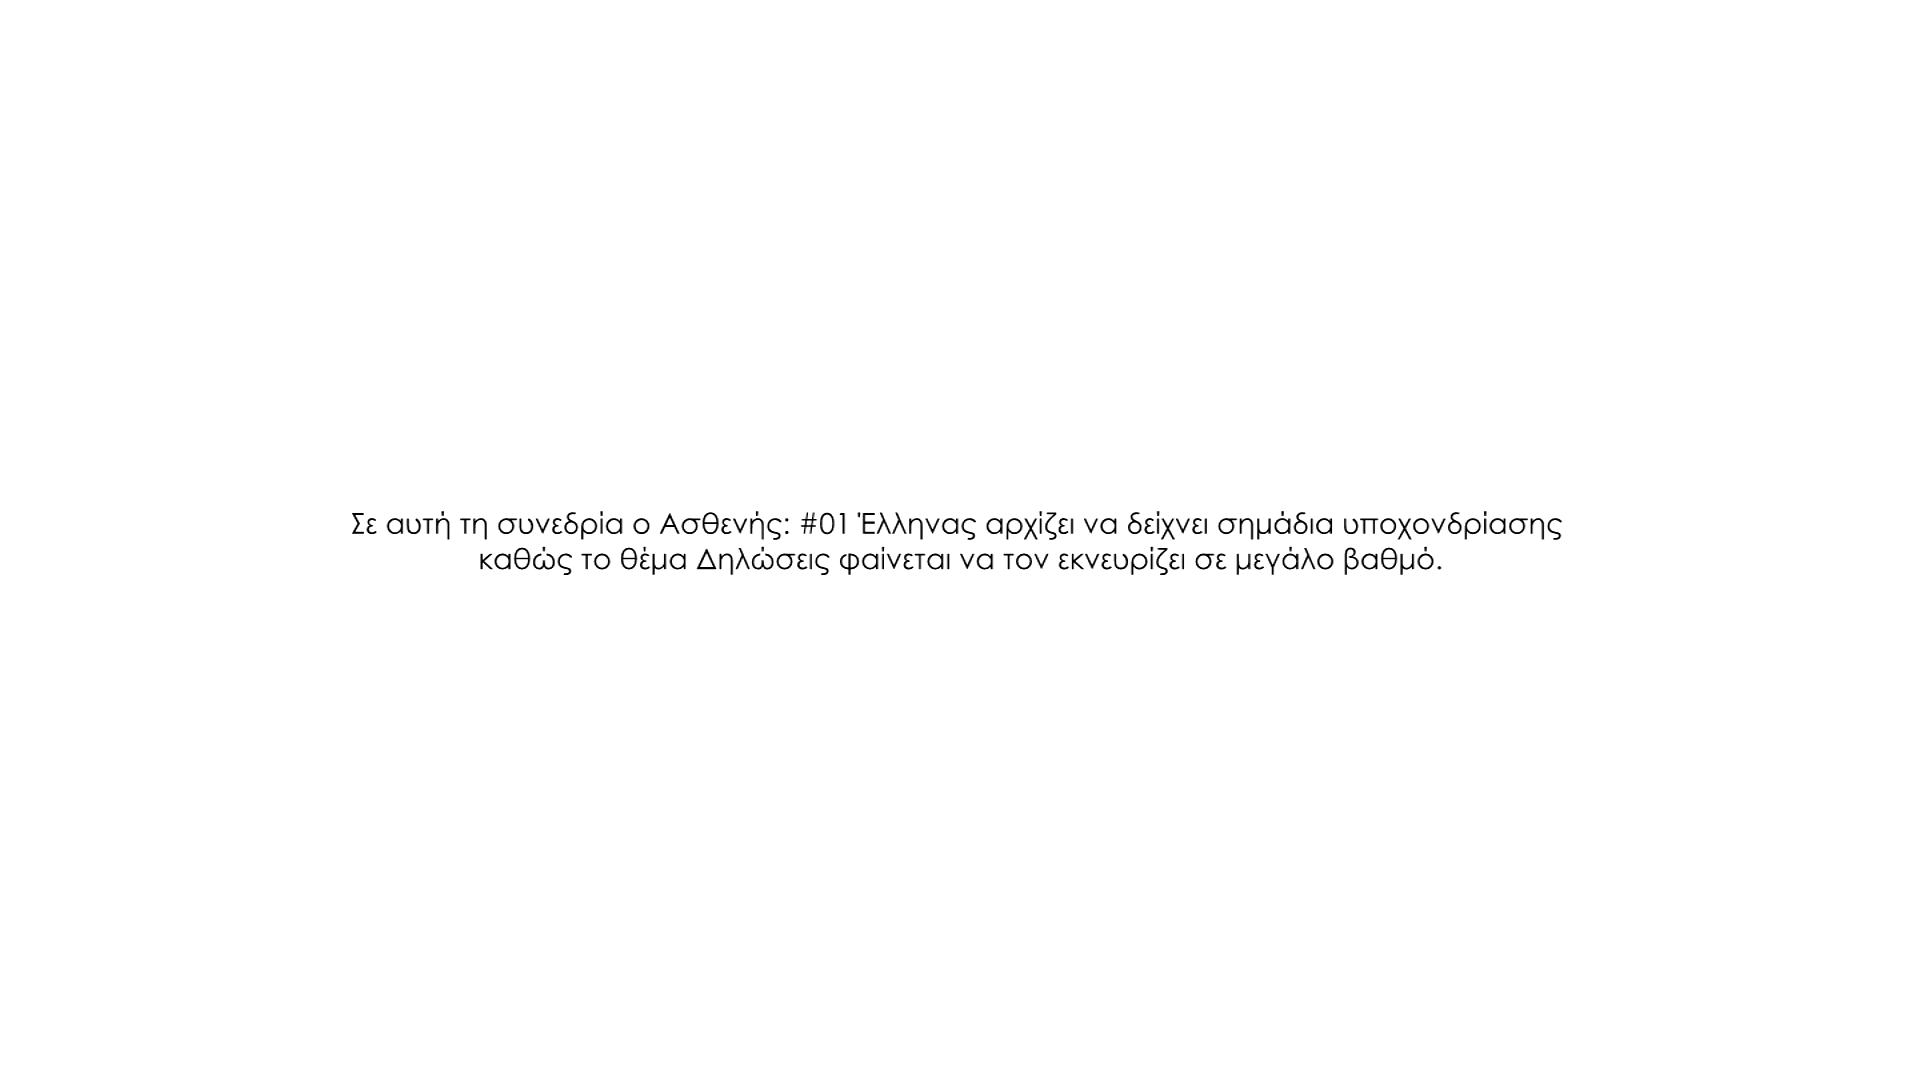 Σε αυτή τη συνεδρία ο Ασθενής: #01 Έλληνας αρχίζει να δείχνει σημάδια υποχονδρίασης
καθώς το θέμα Δηλώσεις φαίνεται να τον εκνευρίζει σε μεγάλο βαθμό.